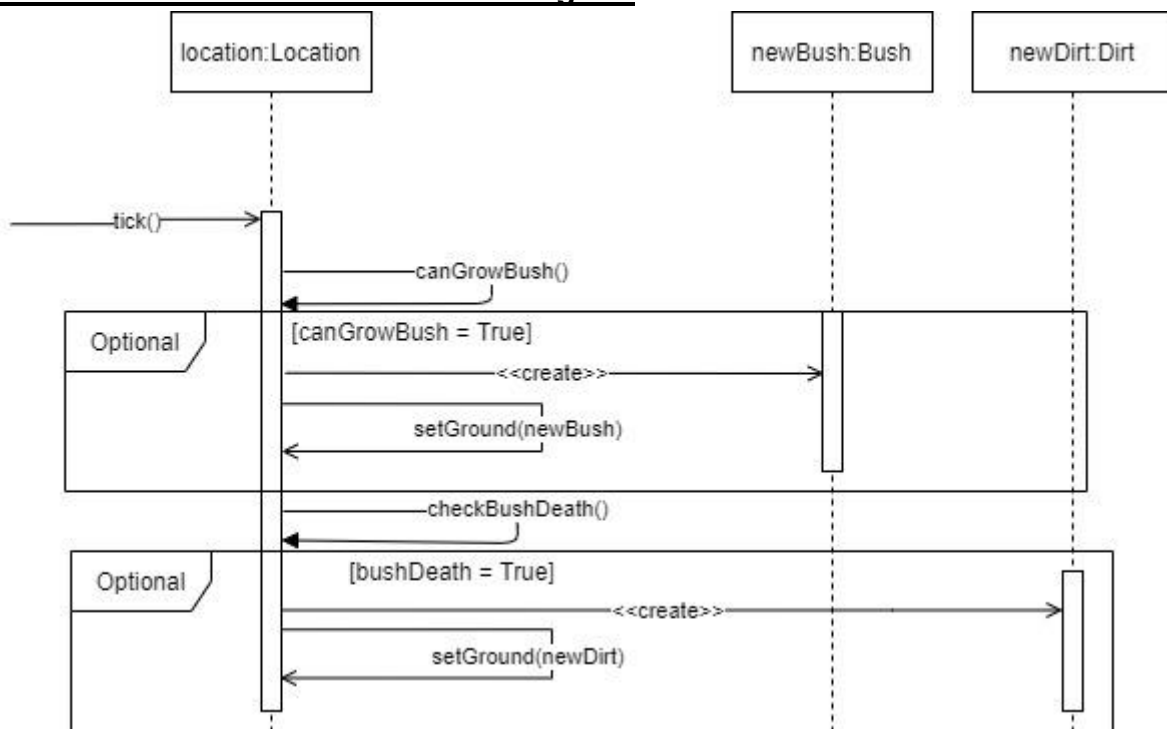 location:Location
newBush:Bush
newDirt:Dirt
tick()
canGrowBush()
Optional
[canGrowBush = True]
<<create>>
setGround(newBush)
checkBushDeath()
Optional
[bushDeath = True]
<<create>>
setGround(newDirt)